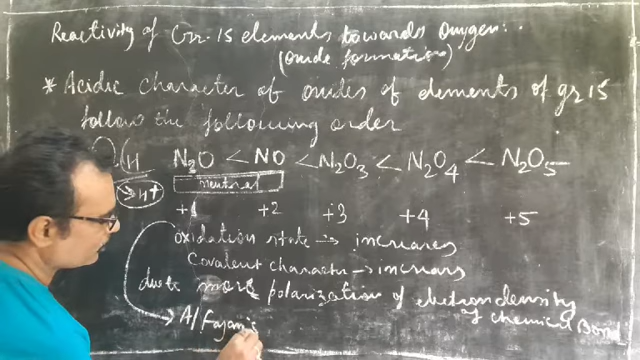 Reactivity of Gr-15 elements towards Oxygen:-
(oxide formation)
* Acidic character of oxides of elements of gr 15
follow the following order
N2O < NO < N2O3 < N2O4 < N2O5
neutral
→ H+
+1 +2 +3 +4 +5
oxidation state → increases
Covalent character → increases
due to more polarization of electron density
of chemical Bond
→ A/ Fajan's